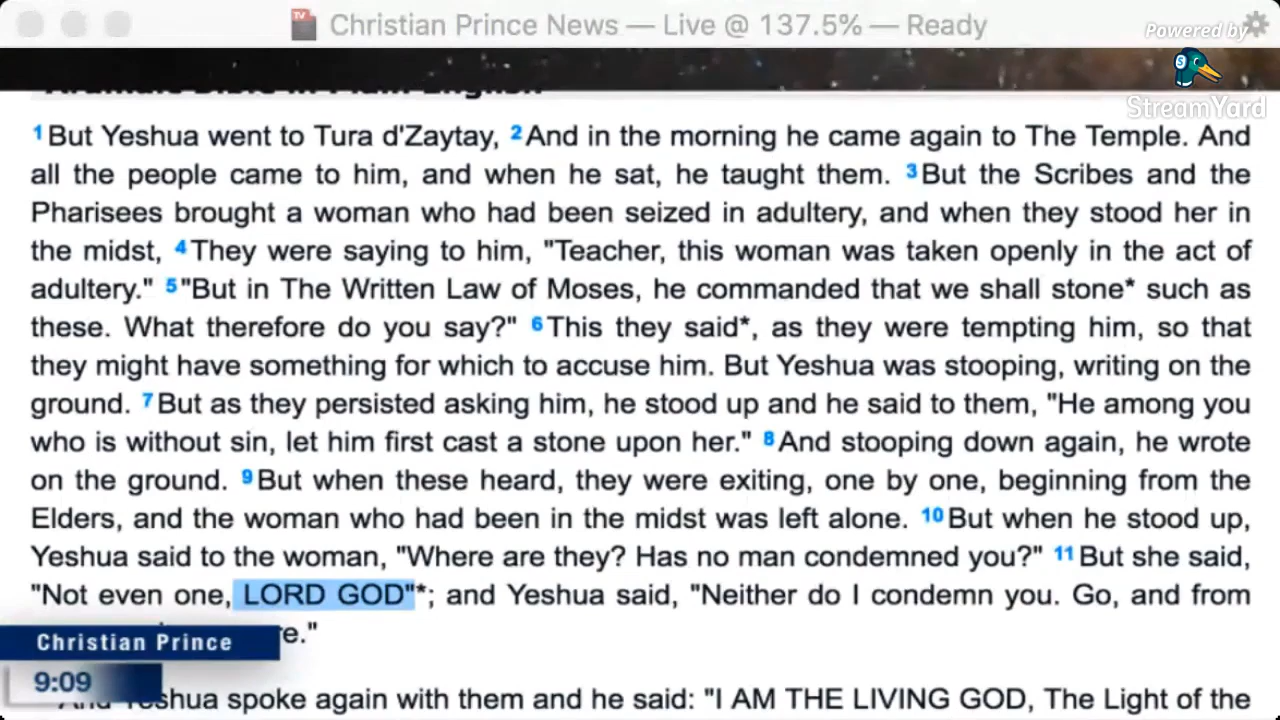 Christian Prince News — Live @ 137.5% — Ready
Powered by
StreamYard
1 But Yeshua went to Tura d'Zaytay, 2 And in the morning he came again to The Temple. And
all the people came to him, and when he sat, he taught them. 3 But the Scribes and the
Pharisees brought a woman who had been seized in adultery, and when they stood her in
the midst, 4 They were saying to him, "Teacher, this woman was taken openly in the act of
adultery." 5 "But in The Written Law of Moses, he commanded that we shall stone* such as
these. What therefore do you say?" 6 This they said*, as they were tempting him, so that
they might have something for which to accuse him. But Yeshua was stooping, writing on the
ground. 7 But as they persisted asking him, he stood up and he said to them, "He among you
who is without sin, let him first cast a stone upon her." 8 And stooping down again, he wrote
on the ground. 9 But when these heard, they were exiting, one by one, beginning from the
Elders, and the woman who had been in the midst was left alone. 10 But when he stood up,
Yeshua said to the woman, "Where are they? Has no man condemned you?" 11 But she said,
"Not even one, LORD GOD"*; and Yeshua said, "Neither do I condemn you. Go, and from
e."
Christian Prince
9:09
shua spoke again with them and he said: "I AM THE LIVING GOD, The Light of the